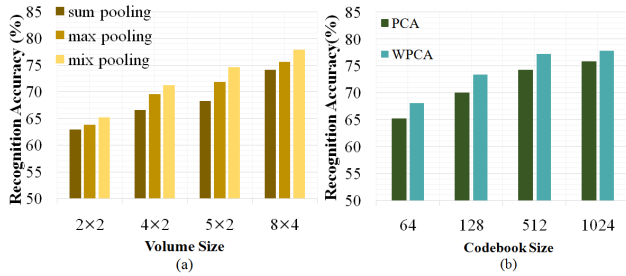 Recognition Accuracy (%)
85
80
75
70
65
60
55
50
sum pooling
max pooling
mix pooling
2×2 4×2 5×2 8×4
Volume Size
(a)
Recognition Accuracy (%)
85
80
75
70
65
60
55
50
PCA
WPCA
64 128 512 1024
Codebook Size
(b)